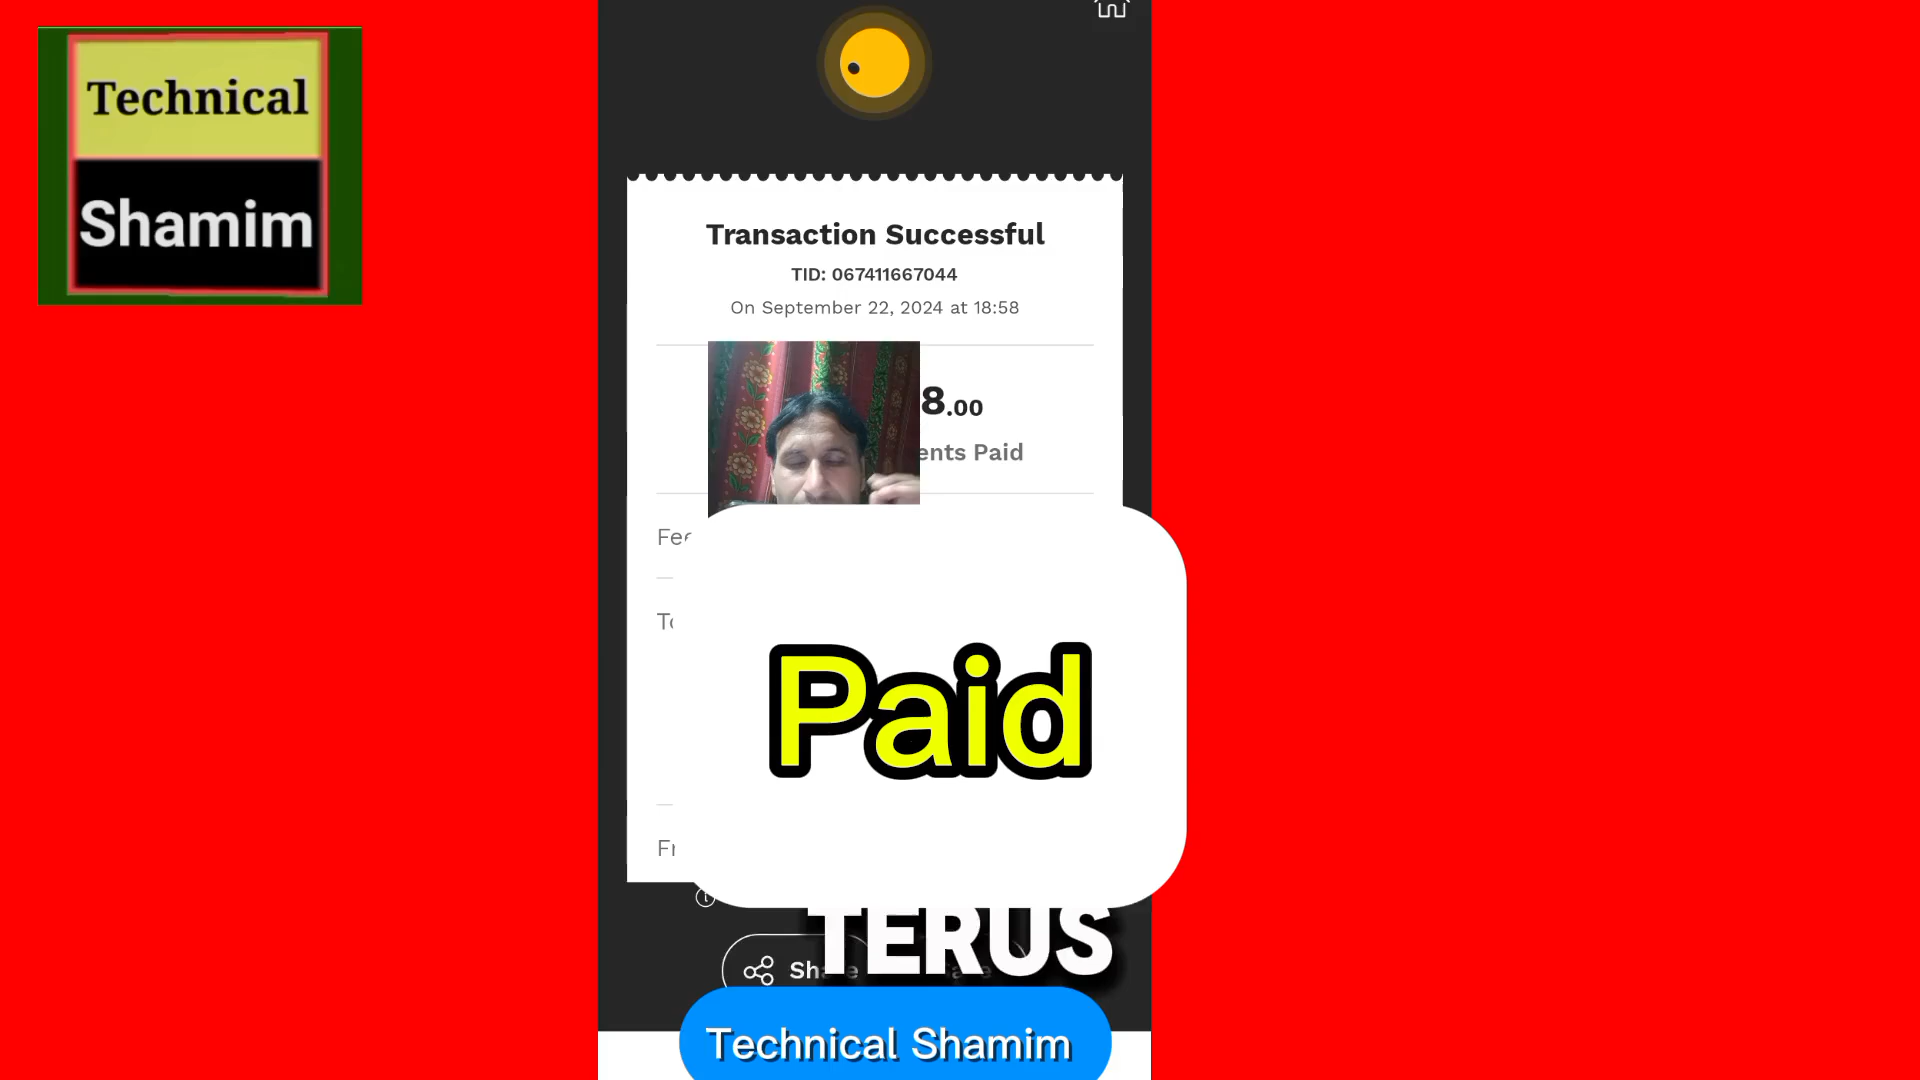 Technical
Shamim
Transaction Successful
TID: 067411667044
On September 22, 2024 at 18:58
8.00
Paid
Paid
TERUS
Technical Shamim